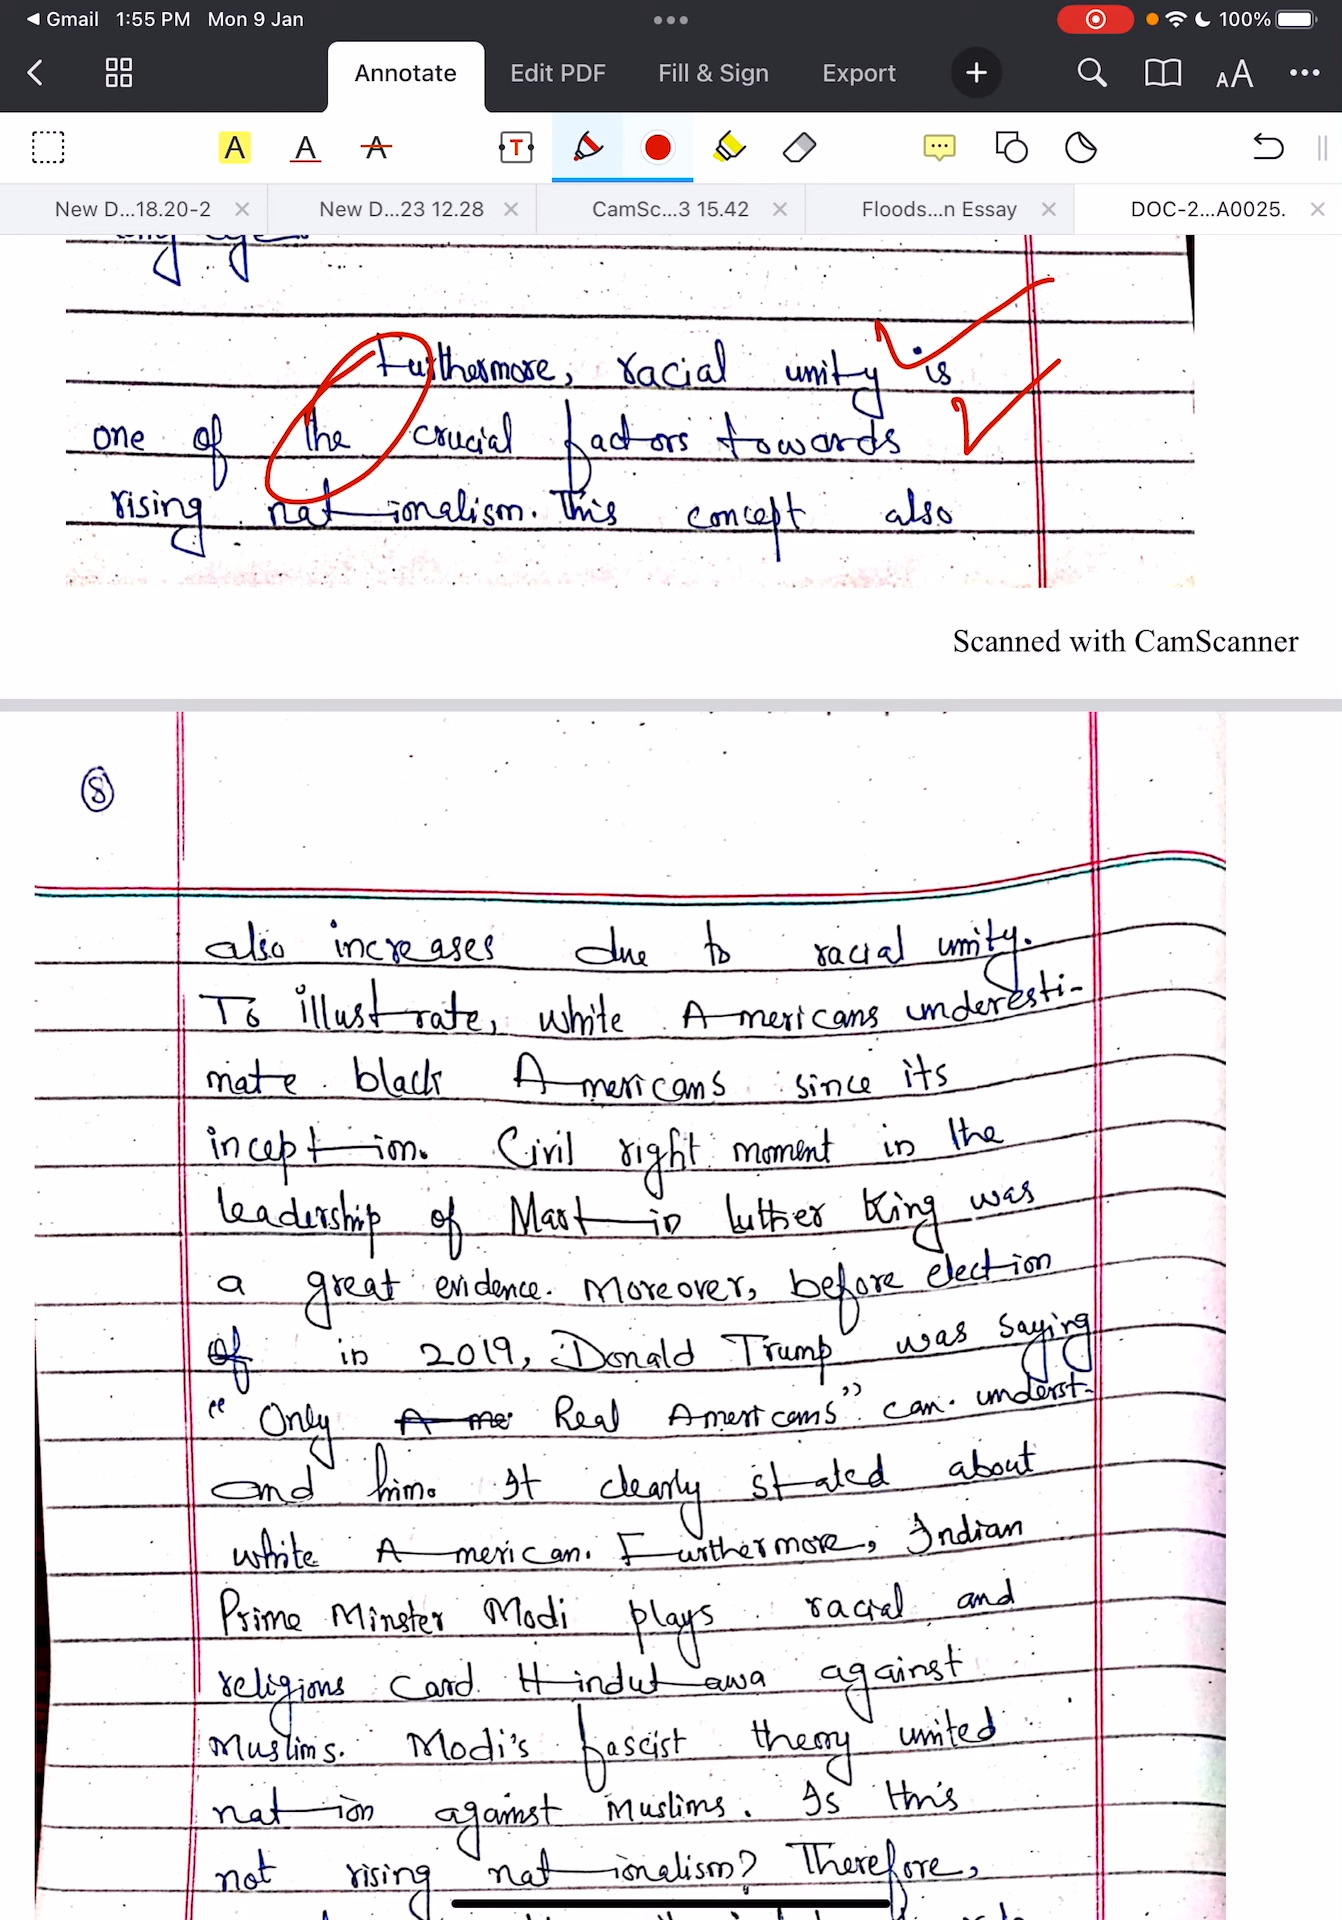 Gmail 1:55 PM Mon 9 Jan 100%
Annotate Edit PDF Fill & Sign Export
New D...18.20-2 New D...23 12.28 CamSc...3 15.42 Floods...n Essay DOC-2...A0025.
Furthermore, racial unity is
one of the crucial factors towards
rising nationalism. This concept also
Scanned with CamScanner
8
also increases due to racial unity.
To illustrate, white Americans underesti-
mate black Americans since its
inception. Civil right moment in the
leadership of Martin luther King was
a great evidence. Moreover, before election
of in 2019, Donald Trump was saying
"Only Ame Real Americans" can underst-
and him. It clearly stated about
white American. Furthermore, Indian
Prime Minster Modi plays racial and
religious card Hindutawa against
Muslims. Modi's fascist theory united
nation against Muslims. Is this
not rising nationalism? Therefore,